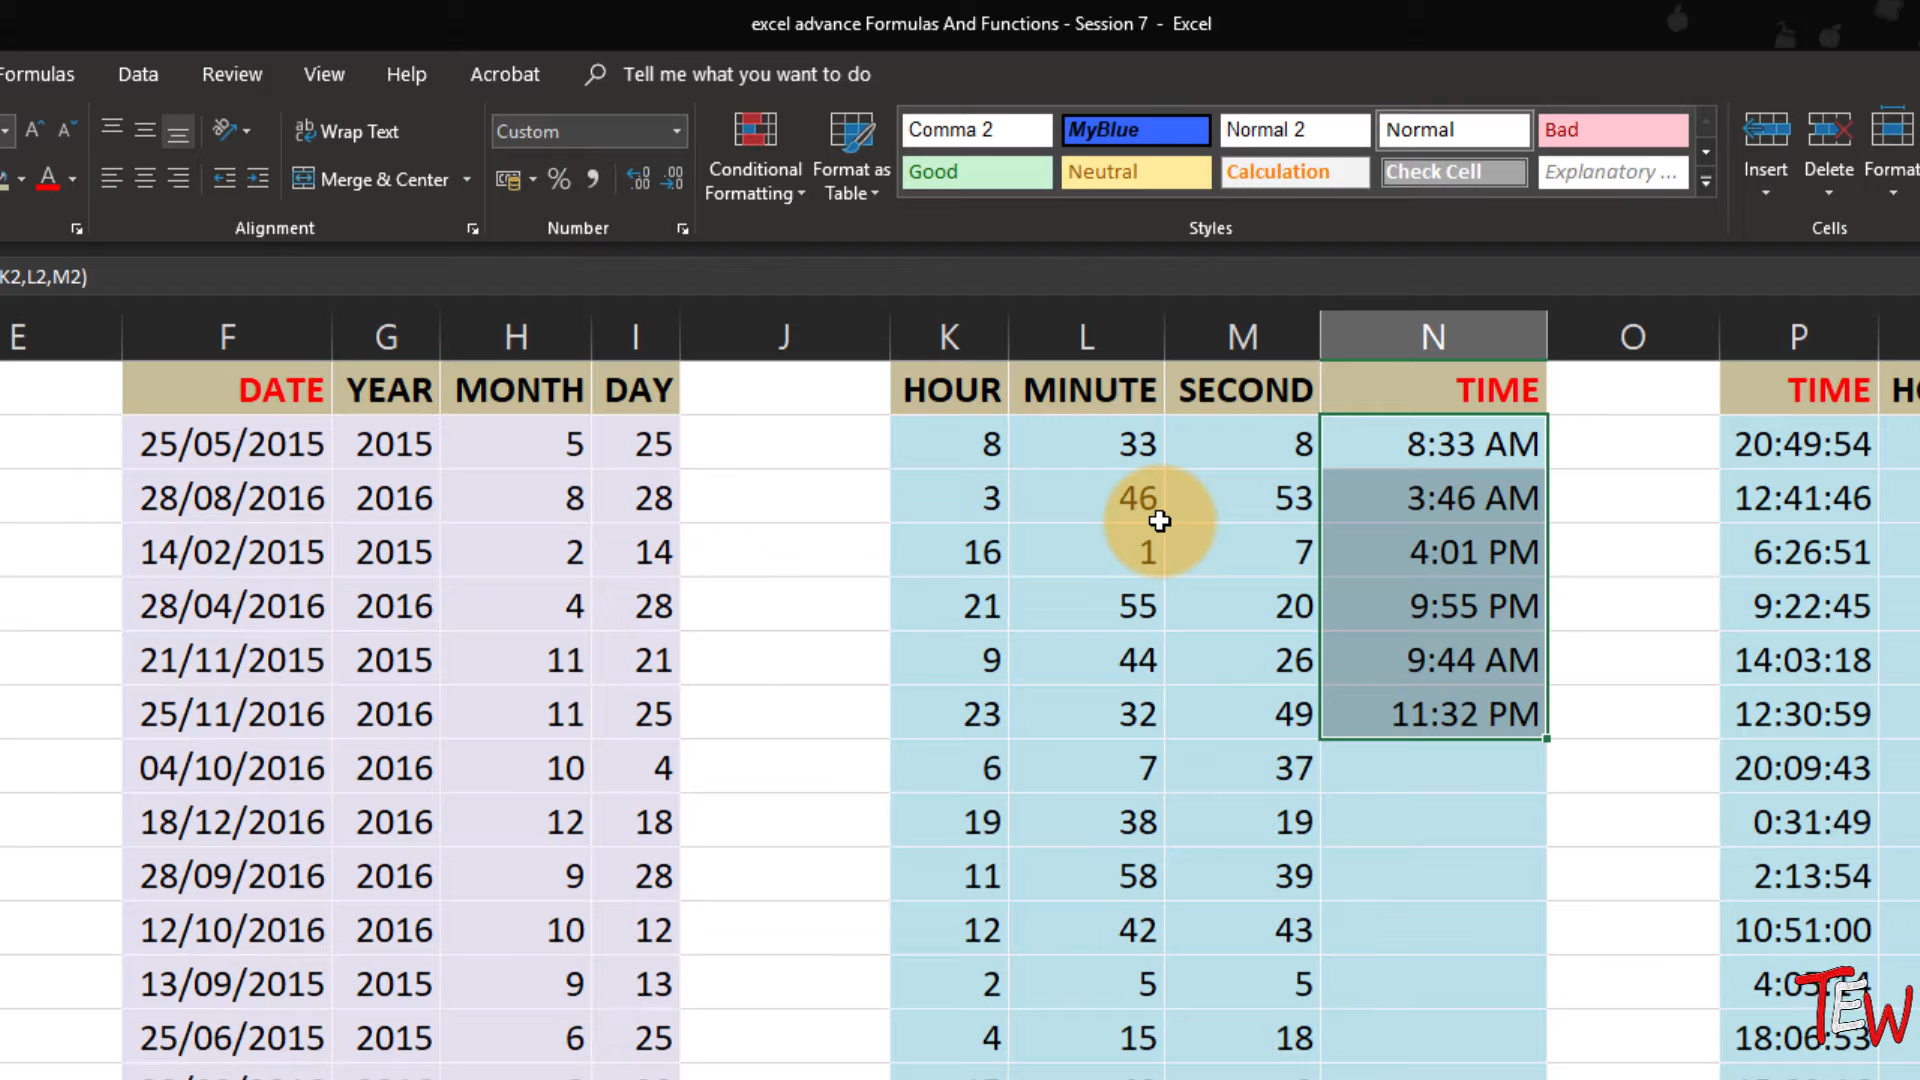 excel advance Formulas And Functions - Session 7 - Excel
Formulas Data Review View Help Acrobat Tell me what you want to do
Wrap Text
Merge & Center
Alignment
Custom
Number
Conditional Formatting
Format as Table
Comma 2 MyBlue Normal 2 Normal Bad
Good Neutral Calculation Check Cell Explanatory ...
Styles
Insert Delete Format
Cells
K2,L2,M2)
E F G H I J K L M N O P
DATE YEAR MONTH DAY HOUR MINUTE SECOND TIME TIME
25/05/2015 2015 5 25 8 33 8 8:33 AM 20:49:54
28/08/2016 2016 8 28 3 46 53 3:46 AM 12:41:46
14/02/2015 2015 2 14 16 1 7 4:01 PM 6:26:51
28/04/2016 2016 4 28 21 55 20 9:55 PM 9:22:45
21/11/2015 2015 11 21 9 44 26 9:44 AM 14:03:18
25/11/2016 2016 11 25 23 32 49 11:32 PM 12:30:59
04/10/2016 2016 10 4 6 7 37 20:09:43
18/12/2016 2016 12 18 19 38 19 0:31:49
28/09/2016 2016 9 28 11 58 39 2:13:54
12/10/2016 2016 10 12 12 42 43 10:51:00
13/09/2015 2015 9 13 2 5 5
25/06/2015 2015 6 25 4 15 18 18:06:53
TEW